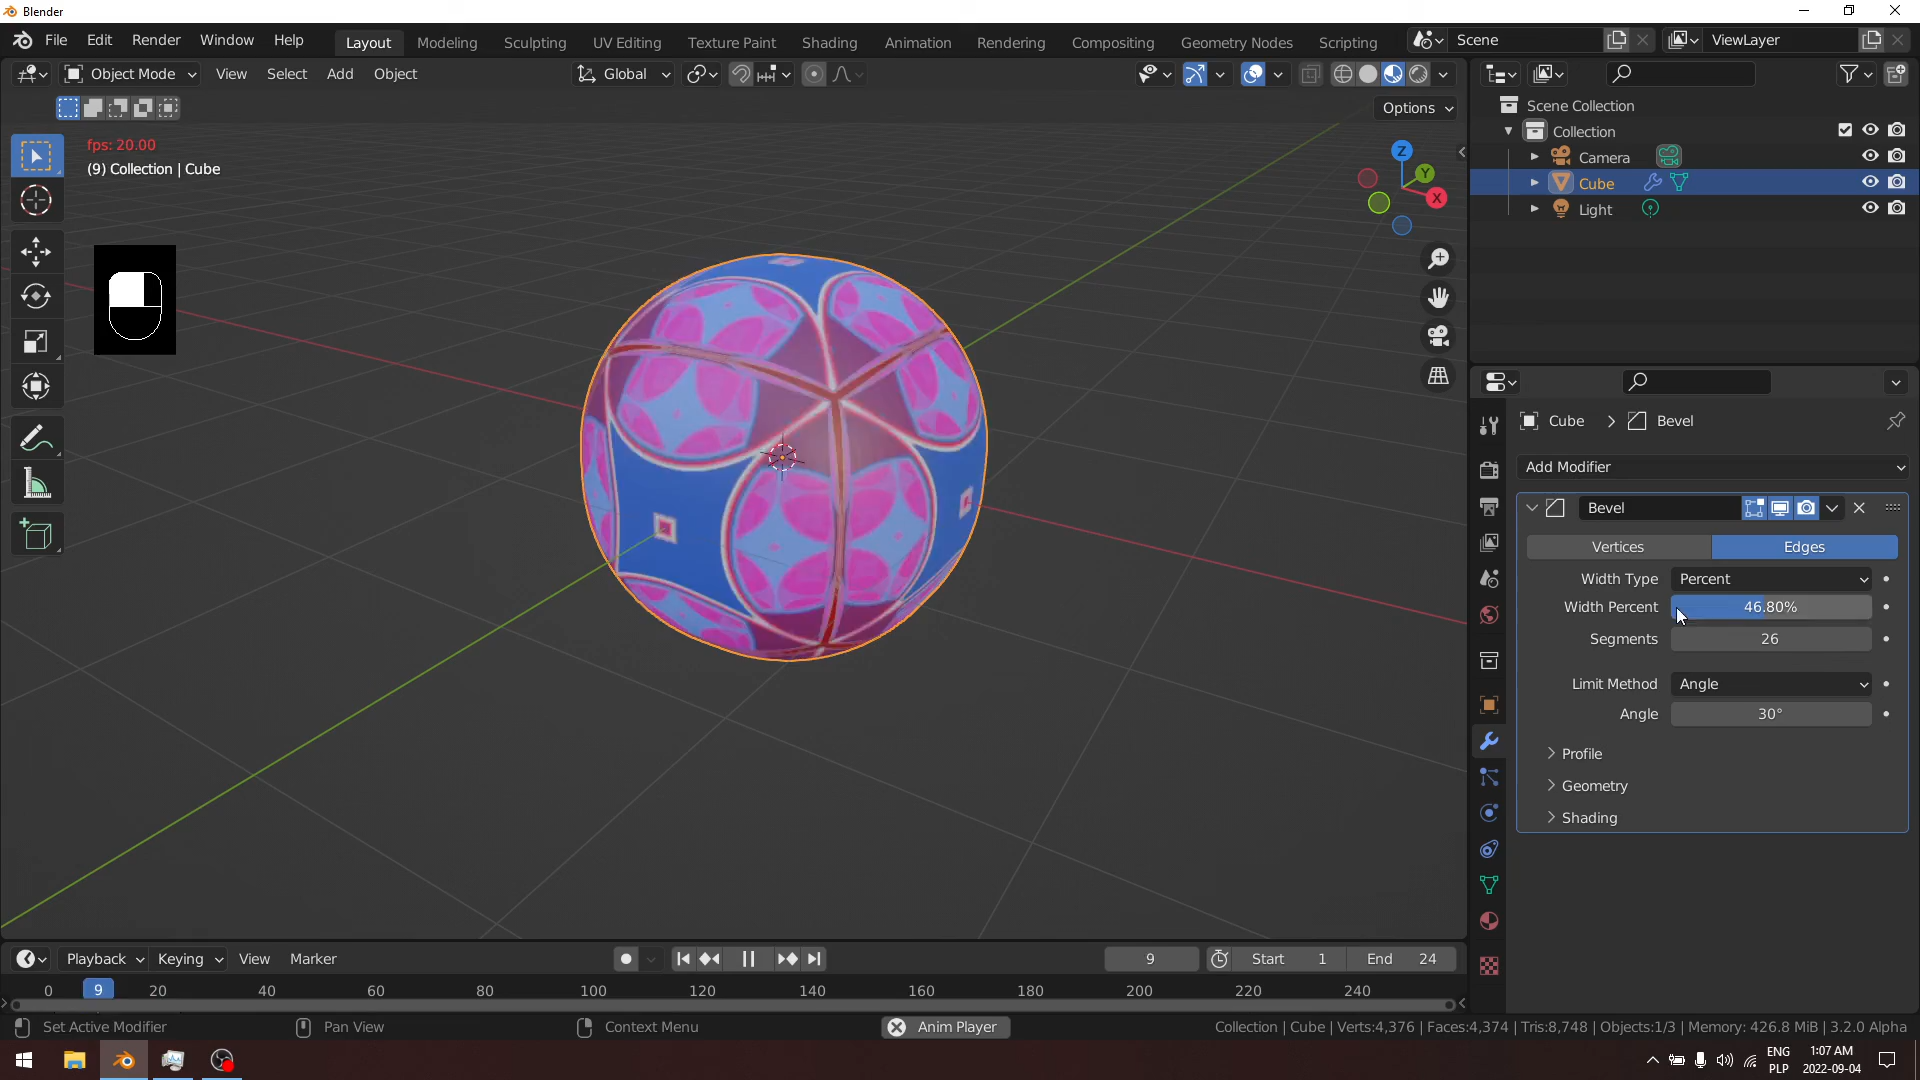 Blender
File Edit Render Window Help Layout Modeling Sculpting UV Editing Texture Paint Shading Animation Rendering Compositing Geometry Nodes Scripting Scene ViewLayer
Object Mode View Select Add Object Global
Options
fps: 20.00
(9) Collection | Cube
Z
Y
X
Scene Collection
Collection
Camera
Cube
Light
Cube > Bevel
Add Modifier
Bevel
Vertices Edges
Width Type Percent
Width Percent 46.80%
Segments 26
Limit Method Angle
Angle 30°
Profile
Geometry
Shading
Playback Keying View Marker 9 Start 1 End 24
0 9 20 40 60 80 100 120 140 160 180 200 220 240
Set Active Modifier Pan View Context Menu Anim Player Collection | Cube | Verts:4,376 | Faces:4,374 | Tris:8,748 | Objects:1/3 | Memory: 426.8 MiB | 3.2.0 Alpha
ENG 1:07 AM
PLP 2022-09-04